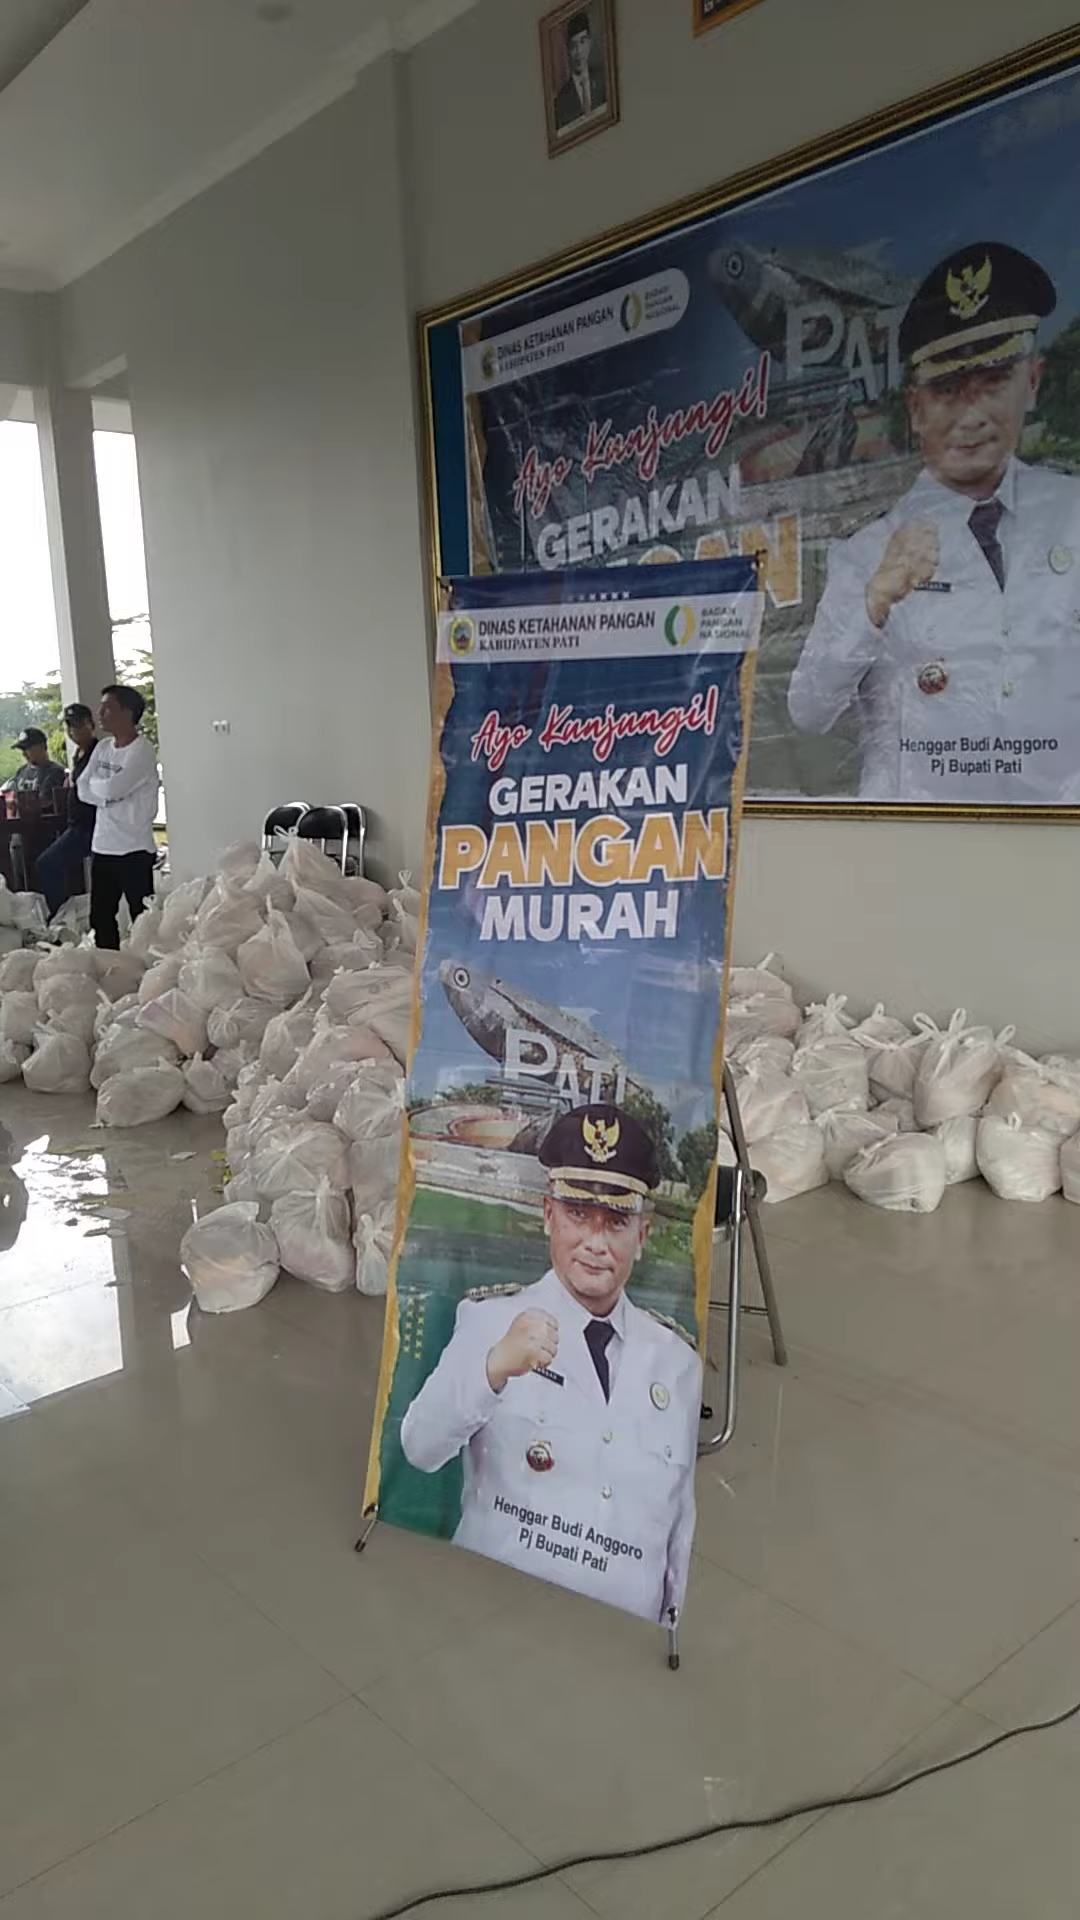 DINAS KETAHANAN PANGAN
KABUPATEN PATI
BADAN
PANGAN
NASIONAL
Ayo Kunjungi!
GERAKAN
PATI
Henggar Budi Anggoro
Pj Bupati Pati
DINAS KETAHANAN PANGAN
KABUPATEN PATI
BADAN
PANGAN
NASIONAL
Ayo Kunjungi!
GERAKAN
PANGAN
MURAH
PATI
Henggar Budi Anggoro
Pj Bupati Pati